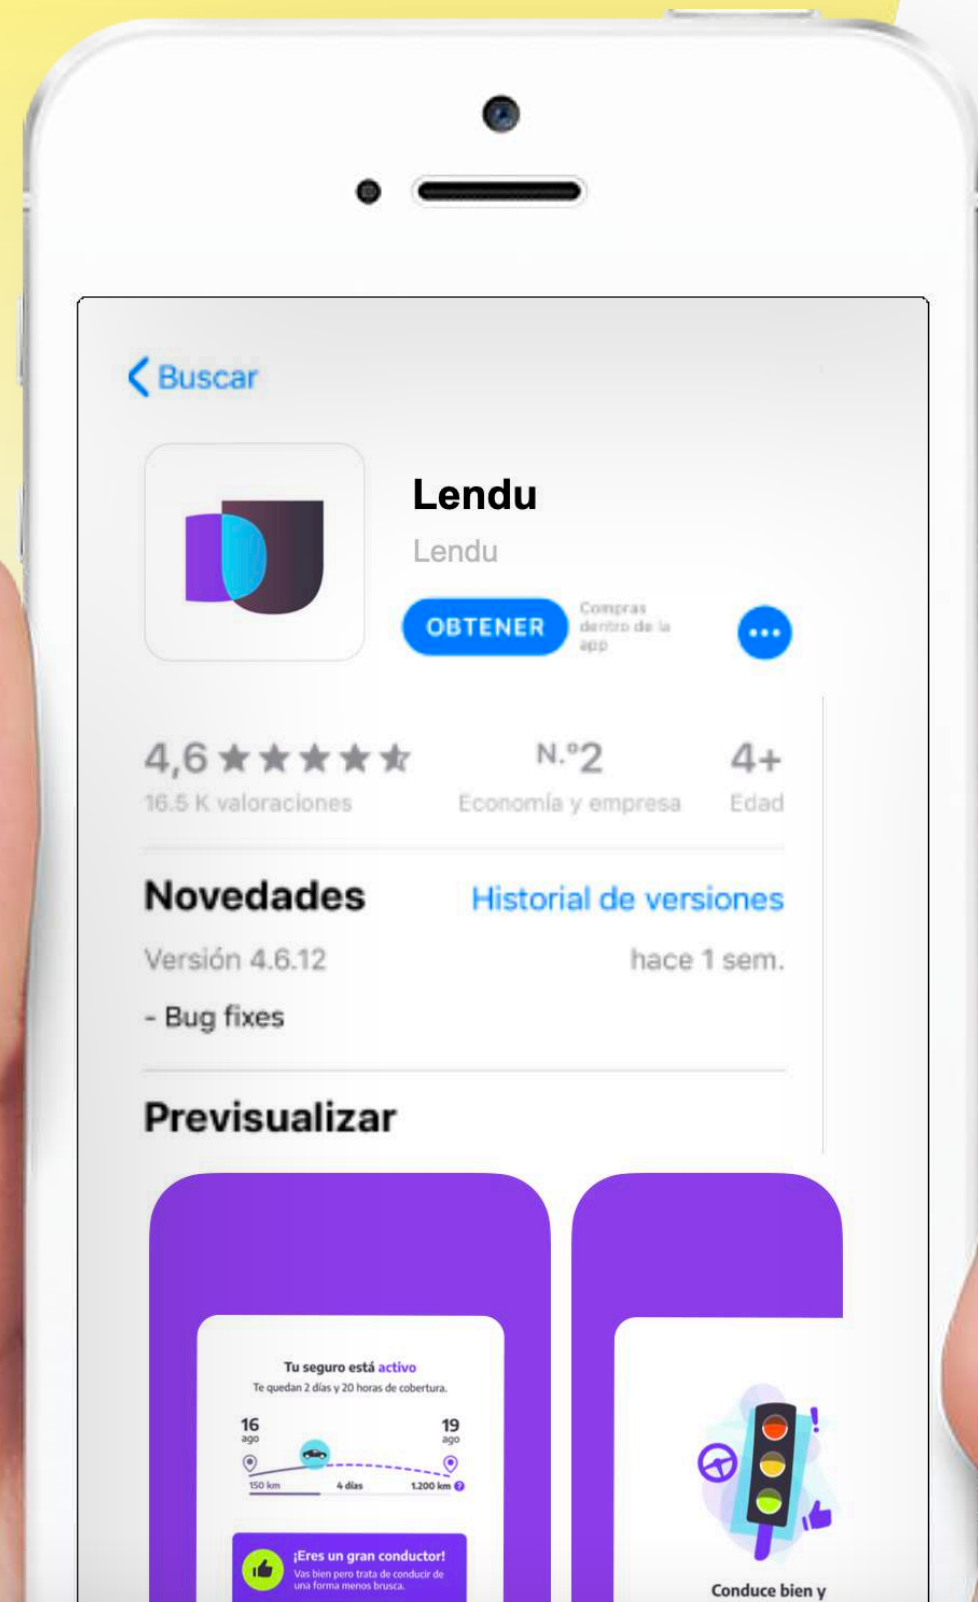 Buscar
Lendu
Lendu
OBTENER
Compras
dentro de la
app
4,6
16.5 K valoraciones
N.º2
Economía y empresa
4+
Edad
Novedades
Historial de versiones
Versión 4.6.12
hace 1 sem.
- Bug fixes
Previsualizar
Tu seguro está activo
Te quedan 2 días y 20 horas de cobertura.
16
ago
19
ago
150 km
4 días
1.200 km ?
¡Eres un gran conductor!
Vas bien pero trata de conducir de
una forma menos brusca.
Conduce bien y